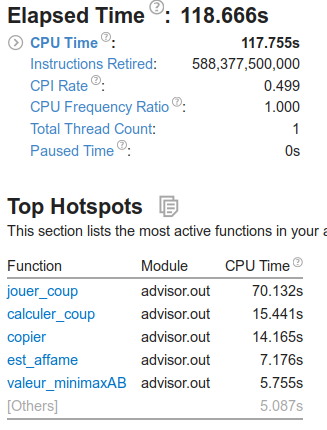 Elapsed Time ?: 118.666s
CPU Time ?: 117.755s
Instructions Retired: 588,377,500,000
CPI Rate ?: 0.499
CPU Frequency Ratio ?: 1.000
Total Thread Count: 1
Paused Time ?: 0s
Top Hotspots
This section lists the most active functions in your a
Function Module CPU Time ?
jouer_coup advisor.out 70.132s
calculer_coup advisor.out 15.441s
copier advisor.out 14.165s
est_affame advisor.out 7.176s
valeur_minimaxAB advisor.out 5.755s
[Others] 5.087s